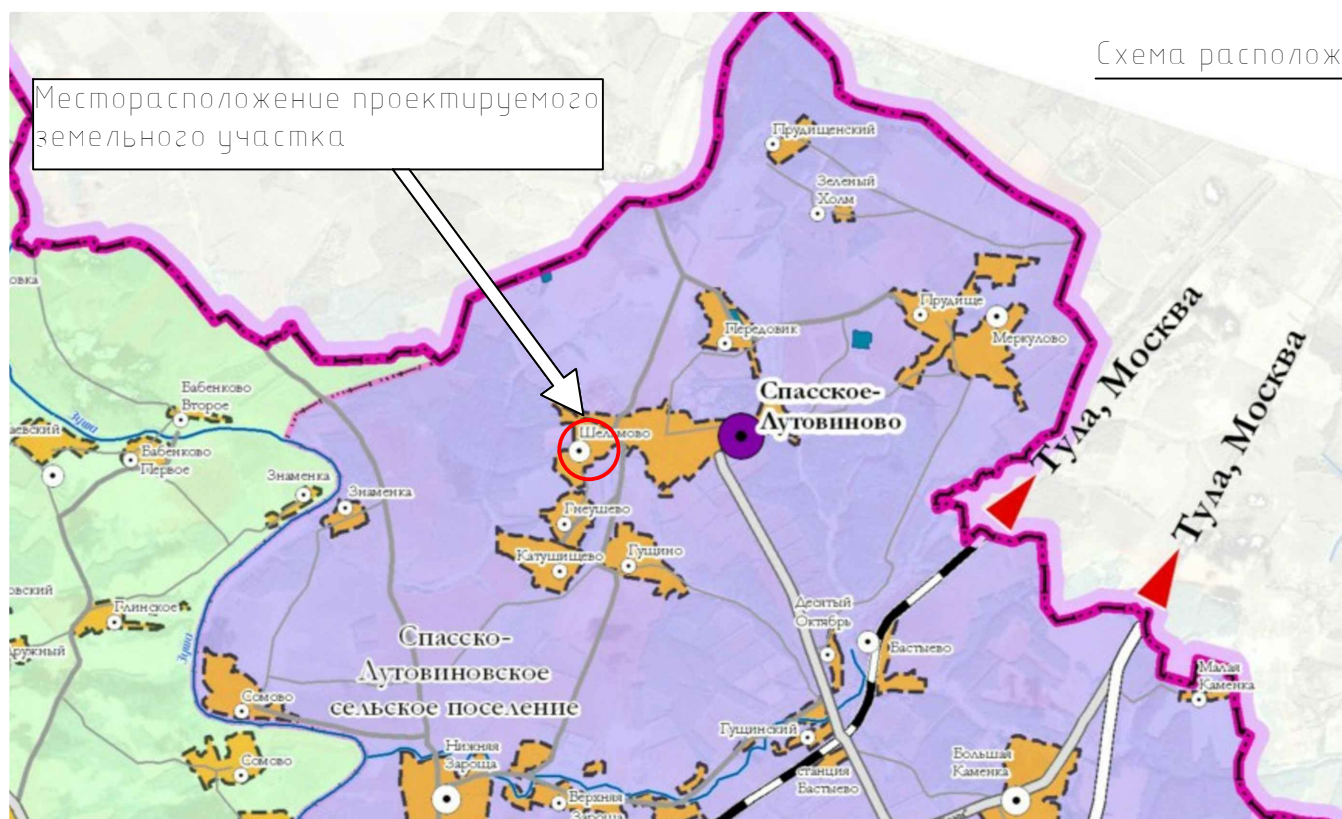 Схема располож
Месторасположение проектируемого
земельного участка
Прудищенский
Зеленый
Холм
Прудище
Меркулово
Передовик
Тула, Москва
Тула, Москва
Спасское-
Лутовиново
Шеламово
Бабенково
Второе
Зуша
Бабенково
Первое
Знаменка
Знаменка
Гнеушево
Катушищево
Гущино
Глинское
Десятый
Октябрь
Бастыево
Зуша
Спасско-
Лутовиновское
сельское поселение
Малая
Каменка
Сомово
Гущинский
Нижняя
Зароща
Большая
Каменка
Сомово
станция
Бастыево
Верхняя
Зароща